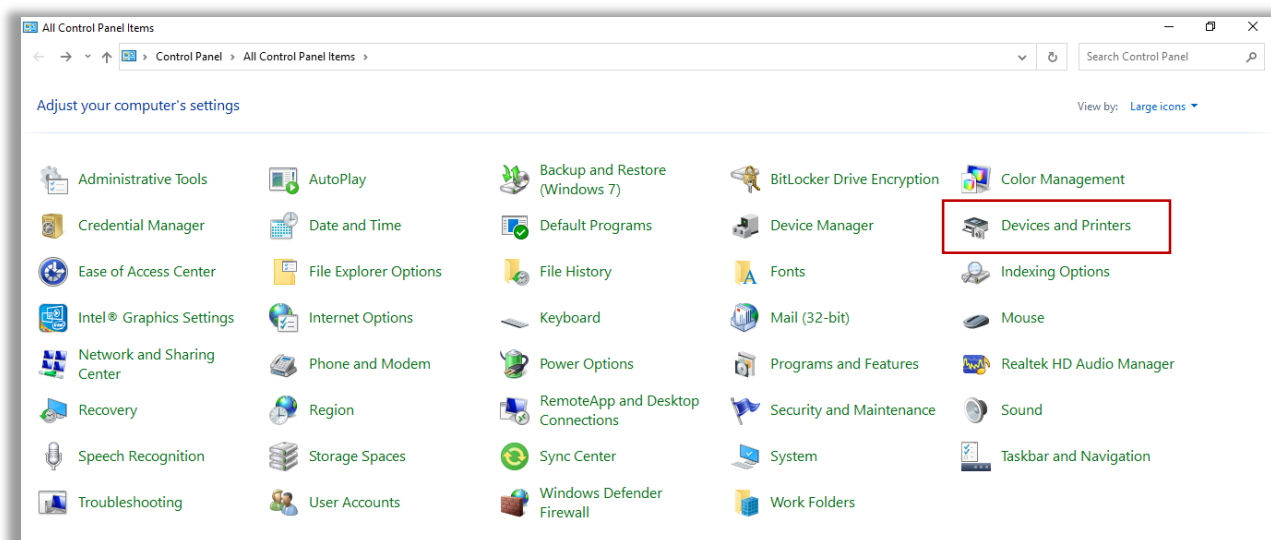 All Control Panel Items
Control Panel > All Control Panel Items >
Search Control Panel
Adjust your computer's settings
View by: Large icons
Administrative Tools
AutoPlay
Backup and Restore
(Windows 7)
BitLocker Drive Encryption
Color Management
Credential Manager
Date and Time
Default Programs
Device Manager
Devices and Printers
Ease of Access Center
File Explorer Options
File History
Fonts
Indexing Options
Intel® Graphics Settings
Internet Options
Keyboard
Mail (32-bit)
Mouse
Network and Sharing
Center
Phone and Modem
Power Options
Programs and Features
Realtek HD Audio Manager
Recovery
Region
RemoteApp and Desktop
Connections
Security and Maintenance
Sound
Speech Recognition
Storage Spaces
Sync Center
System
Taskbar and Navigation
Troubleshooting
User Accounts
Windows Defender
Firewall
Work Folders